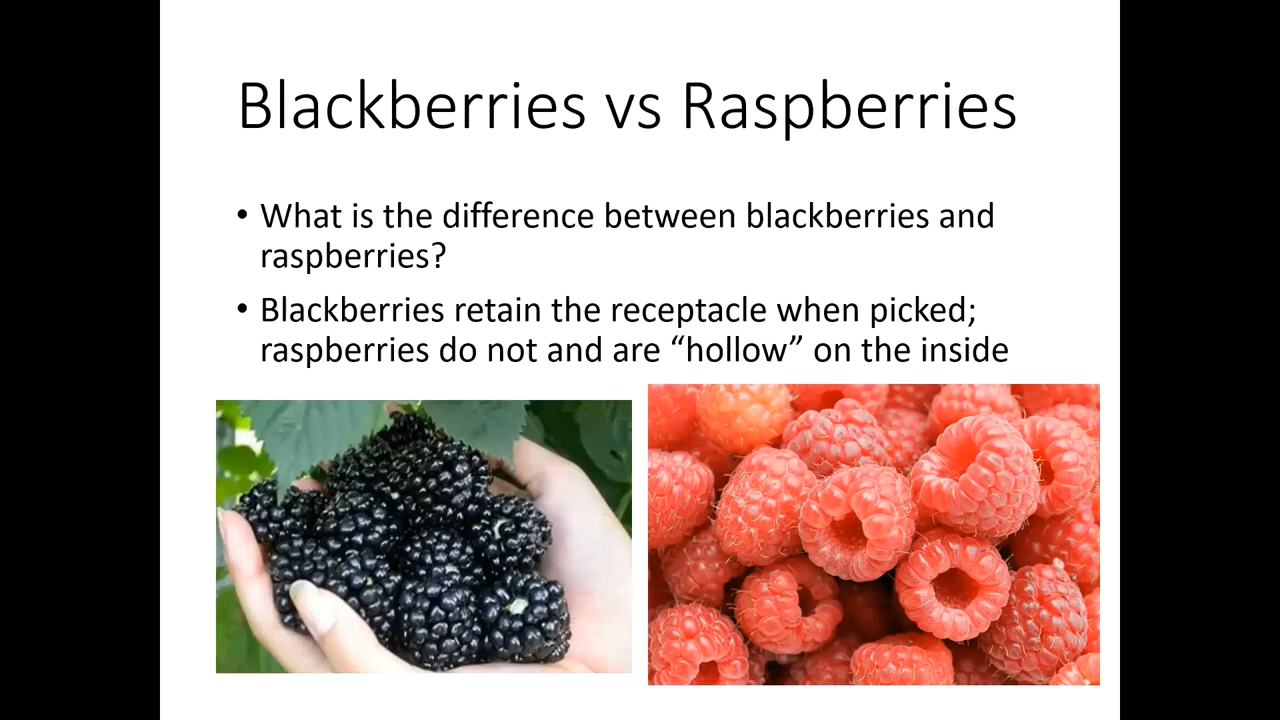 Blackberries vs Raspberries
• What is the difference between blackberries and
raspberries?
• Blackberries retain the receptacle when picked;
raspberries do not and are “hollow” on the inside